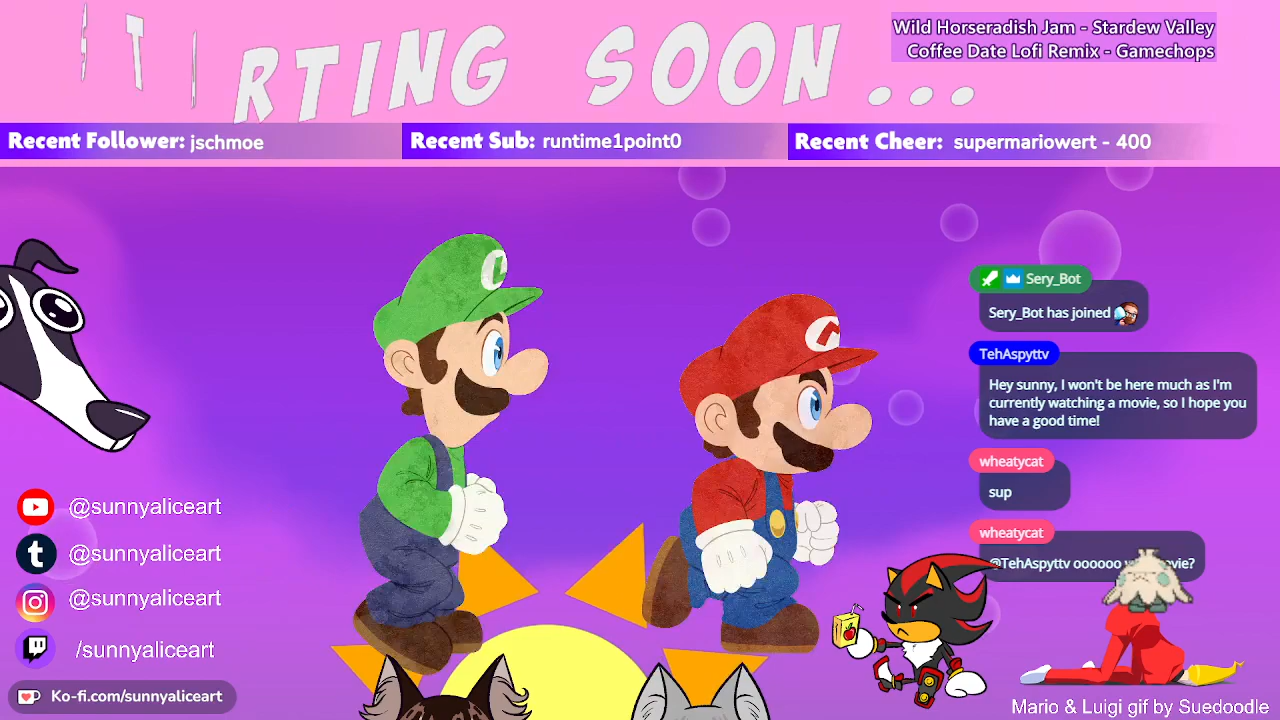 ST RTING SOON...
Wild Horseradish Jam - Stardew Valley
Coffee Date Lofi Remix - Gamechops
Recent Follower: jschmoe
Recent Sub: runtime1point0
Recent Cheer: supermariowert - 400
L
M
Sery_Bot
Sery_Bot has joined
TehAspyttv
Hey sunny, I won't be here much as I'm
currently watching a movie, so I hope you
have a good time!
wheatycat
sup
wheatycat
@TehAspyttv oooooo
@sunnyaliceart
@sunnyaliceart
@sunnyaliceart
/sunnyaliceart
Ko-fi.com/sunnyaliceart
Mario & Luigi gif by Suedoodle